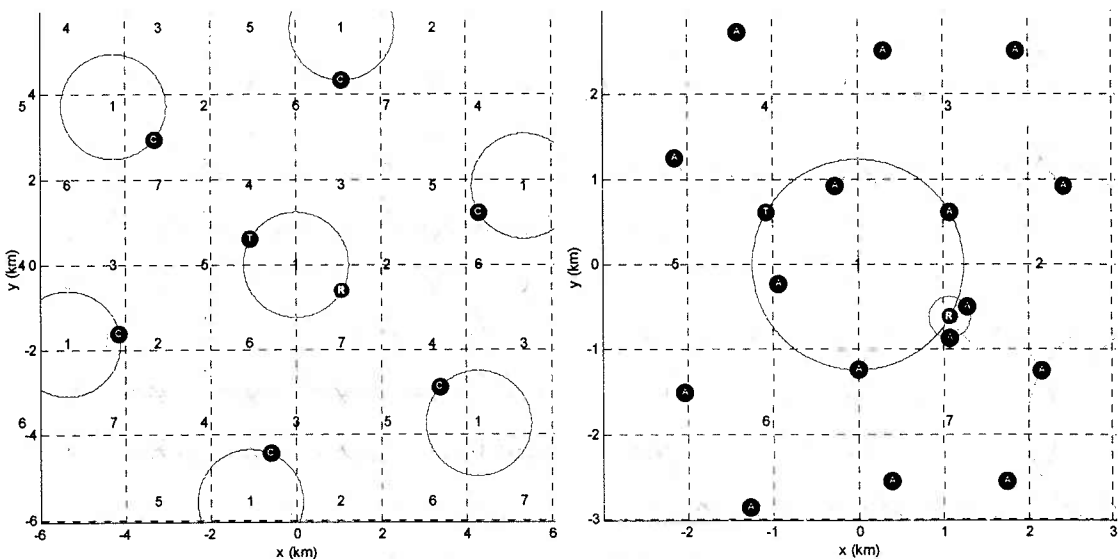 4 3 5 1 2
C
4
5 1 2 6 7 4
C
2 6 7 4 3 5 1
C
T
y (km)
4 0 3 5 1 2 6
R
C
-2 1 2 6 7 4 3
C
6 7 4 3 5 1
-4
C
5 1 2 6 7
-6
-6 -4 -2 0 2 4 6
x (km)
A
A A
2 4 3
A
1
A A
T A
y (km)
0 5 1 2
A
A
R
-1 A
A A
A
6 7
-2
A A
A
-3
-2 -1 0 1 2 3
x (km)